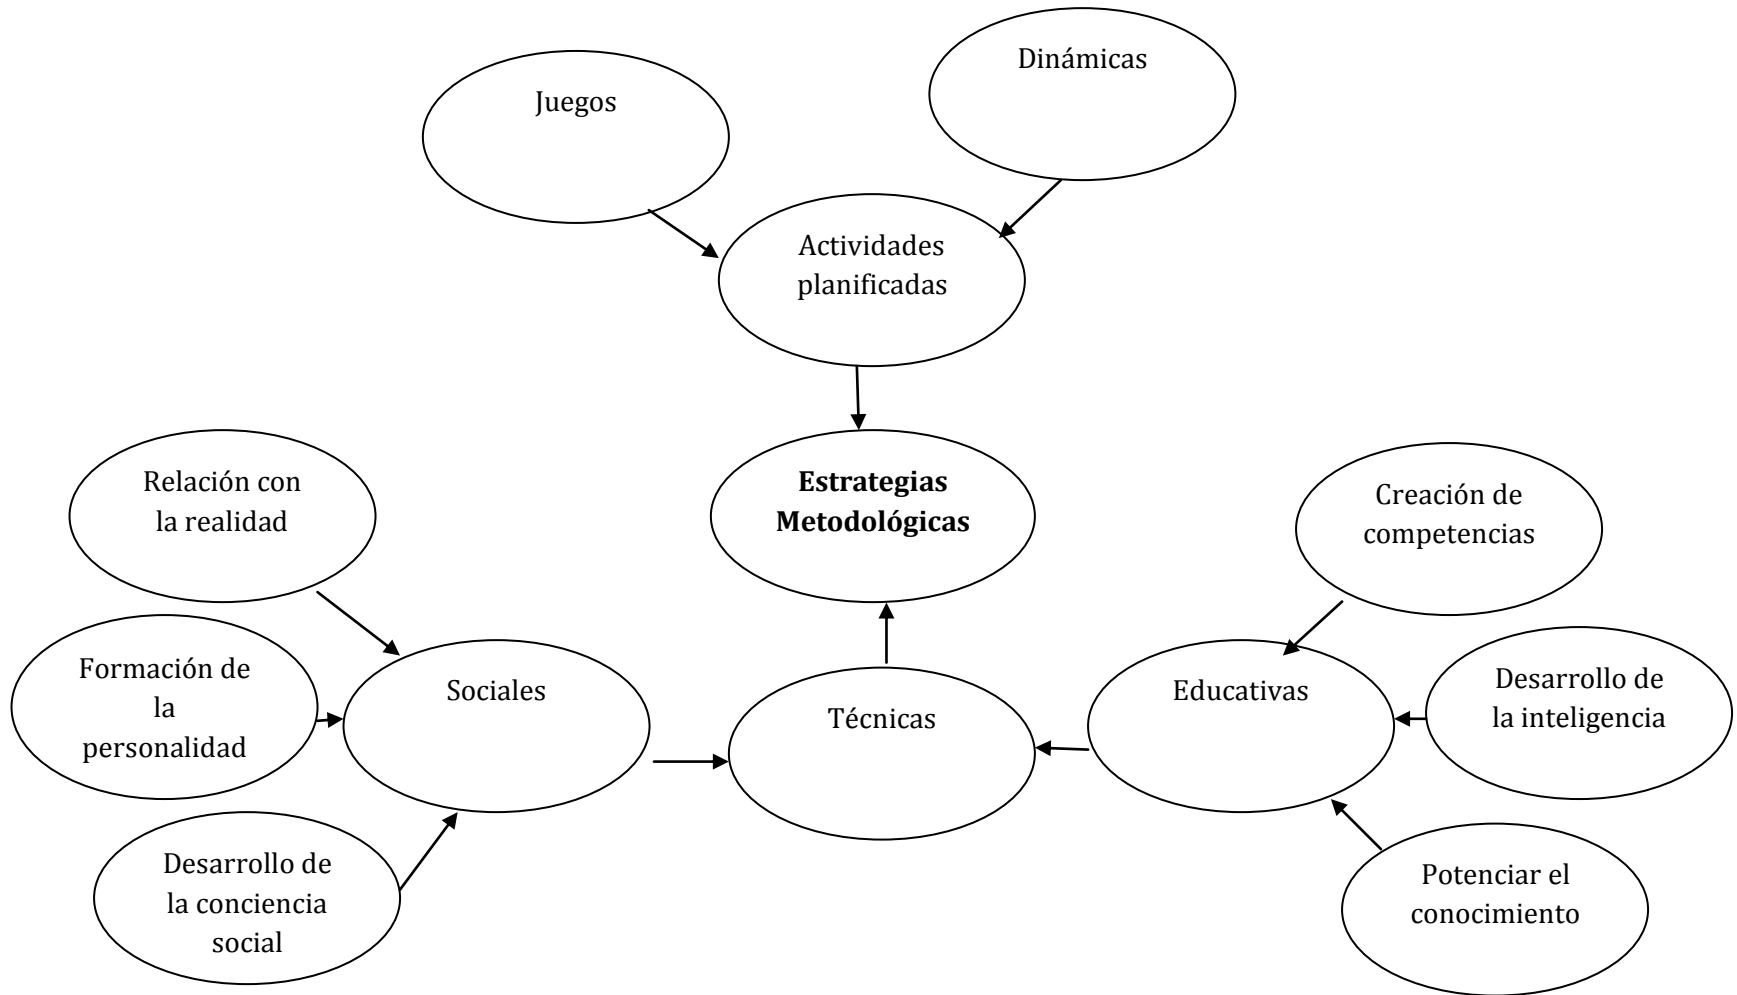 Dinámicas
Juegos
Actividades
planificadas
Relación con
la realidad
Estrategias
Metodológicas
Creación de
competencias
Formación de
la
personalidad
Sociales
Técnicas
Educativas
Desarrollo de
la inteligencia
Desarrollo de
la conciencia
social
Potenciar el
conocimiento